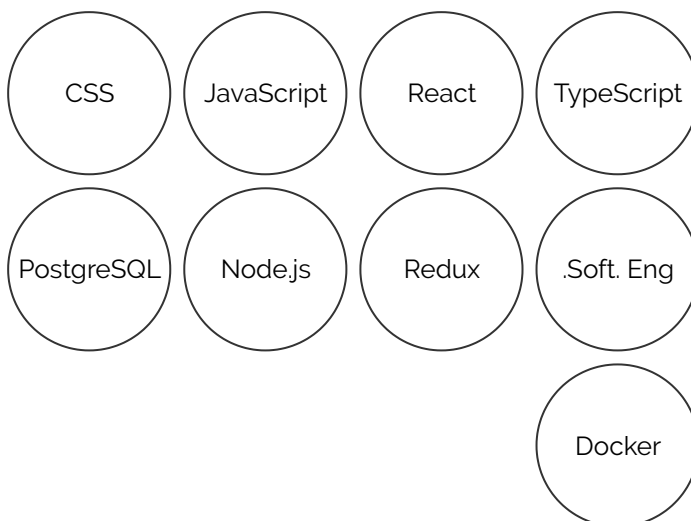 CSS
JavaScript
React
TypeScript
PostgreSQL
Node.js
Redux
.Soft. Eng
Docker